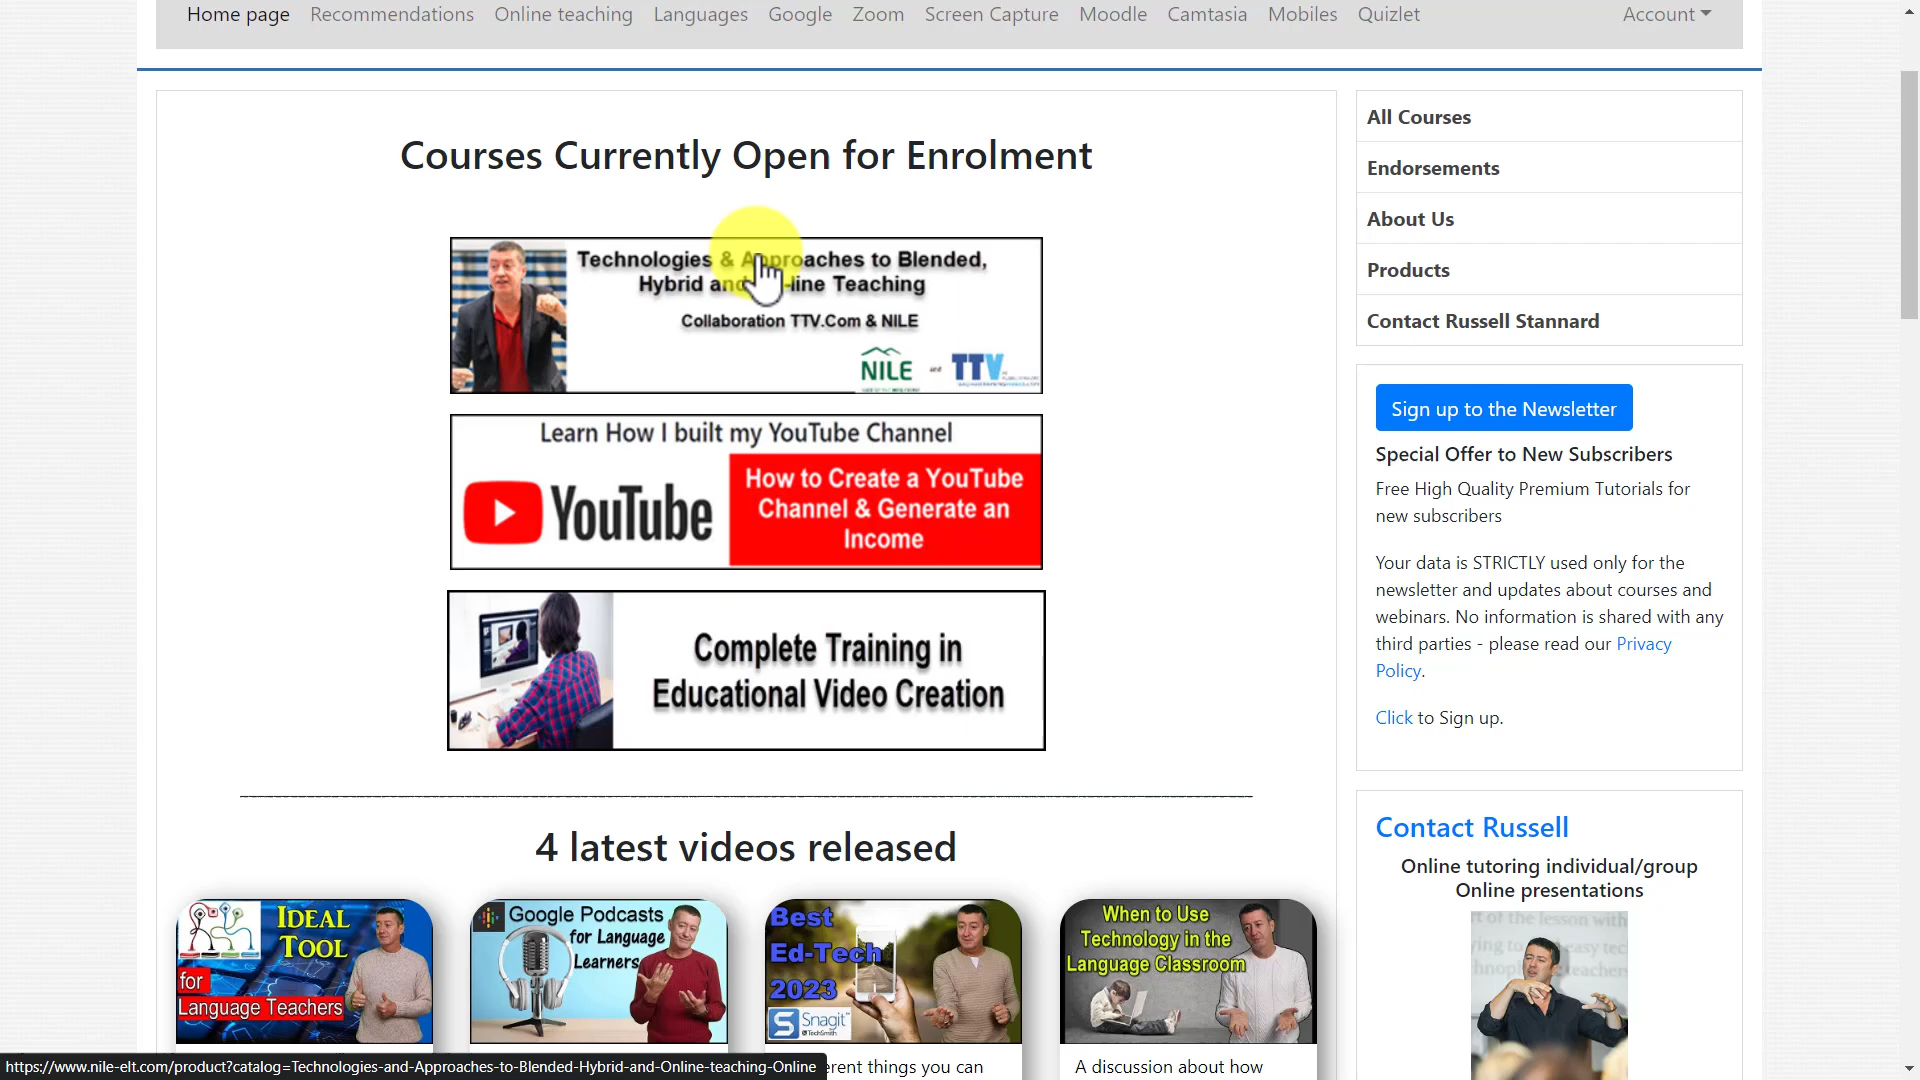 Home page Recommendations Online teaching Languages Google Zoom Screen Capture Moodle Camtasia Mobiles Quizlet Account
Courses Currently Open for Enrolment
Technologies & Approaches to Blended,
Hybrid and -line Teaching
Collaboration TTV.Com & NILE
NILE and TTV
Learn How I built my YouTube Channel
YouTube
How to Create a YouTube
Channel & Generate an
Income
Complete Training in
Educational Video Creation
4 latest videos released
IDEAL
TOOL
for
Language Teachers
Google Podcasts
for Language
Learners
Best
Ed-Tech
2023
Snagit
TechSmith
When to Use
Technology in the
Language Classroom
erent things you can
A discussion about how
https://www.nile-elt.com/product?catalog=Technologies-and-Approaches-to-Blended-Hybrid-and-Online-teaching-Online
All Courses
Endorsements
About Us
Products
Contact Russell Stannard
Sign up to the Newsletter
Special Offer to New Subscribers
Free High Quality Premium Tutorials for
new subscribers
Your data is STRICTLY used only for the
newsletter and updates about courses and
webinars. No information is shared with any
third parties - please read our Privacy
Policy.
Click to Sign up.
Contact Russell
Online tutoring individual/group
Online presentations